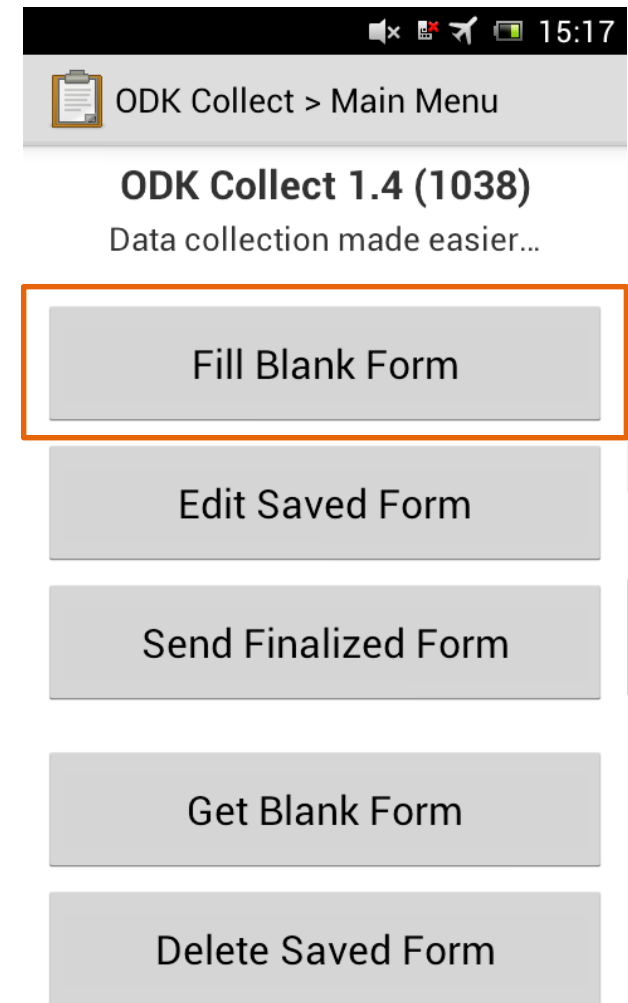 15:17
ODK Collect > Main Menu
ODK Collect 1.4 (1038)
Data collection made easier...
Fill Blank Form
Edit Saved Form
Send Finalized Form
Get Blank Form
Delete Saved Form